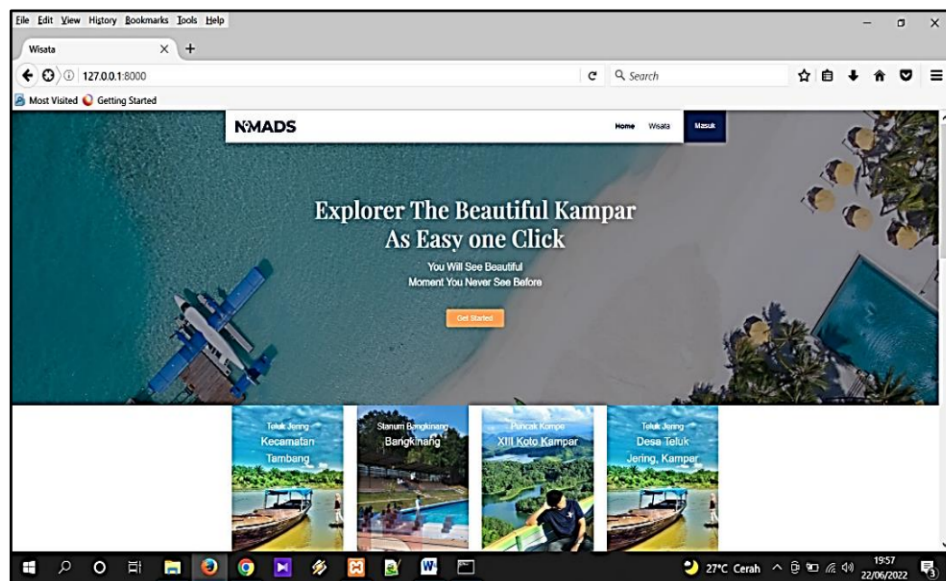 File Edit View History Bookmarks Tools Help
Wisata
127.0.0.1:8000
Search
Most Visited Getting Started
NOMADS
Home Wisata Masuk
Explorer The Beautiful Kampar
As Easy one Click
You Will See Beautiful
Moment You Never See Before
Get Started
Teluk Jering
Kecamatan
Tambang
Stanum Bangkinang
Bangkinang
Puncak Kompe
XIII Koto Kampar
Teluk Jering
Desa Teluk
Jering, Kampar
27°C Cerah
19:57
22/06/2022